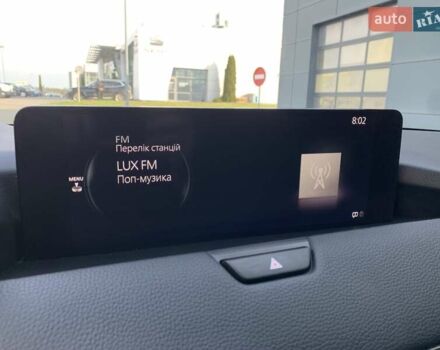 auto RIA
8:02
FM
Перелік станцій
LUX FM
Поп-музика
MENU